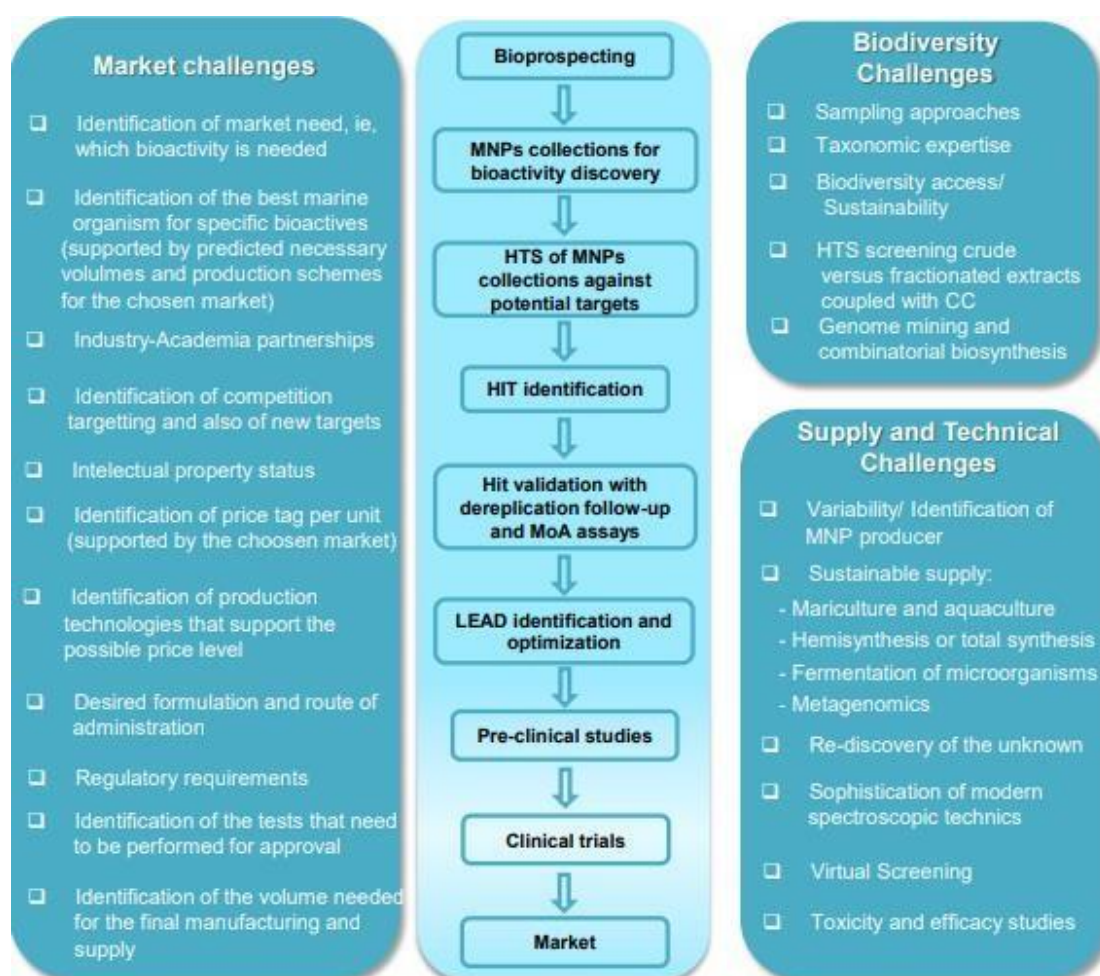 Market challenges
❑ Identification of market need, ie,
which bioactivity is needed
❑ Identification of the best marine
organism for specific bioactives
(supported by predicted necessary
volulmes and production schemes
for the chosen market)
❑ Industry-Academia partnerships
❑ Identification of competition
targetting and also of new targets
❑ Intelectual property status
❑ Identification of price tag per unit
(supported by the choosen market)
❑ Identification of production
technologies that support the
possible price level
❑ Desired formulation and route of
administration
❑ Regulatory requirements
❑ Identification of the tests that need
to be performed for approval
❑ Identification of the volume needed
for the final manufacturing and
supply
Bioprospecting
MNPs collections for
bioactivity discovery
HTS of MNPs
collections against
potential targets
HIT identification
Hit validation with
dereplication follow-up
and MoA assays
LEAD identification and
optimization
Pre-clinical studies
Clinical trials
Market
Biodiversity
Challenges
❑ Sampling approaches
❑ Taxonomic expertise
❑ Biodiversity access/
Sustainability
❑ HTS screening crude
versus fractionated extracts
coupled with CC
❑ Genome mining and
combinatorial biosynthesis
Supply and Technical
Challenges
❑ Variability/ Identification of
MNP producer
❑ Sustainable supply:
- Mariculture and aquaculture
- Hemisynthesis or total synthesis
- Fermentation of microorganisms
- Metagenomics
❑ Re-discovery of the unknown
❑ Sophistication of modern
spectroscopic technics
❑ Virtual Screening
❑ Toxicity and efficacy studies